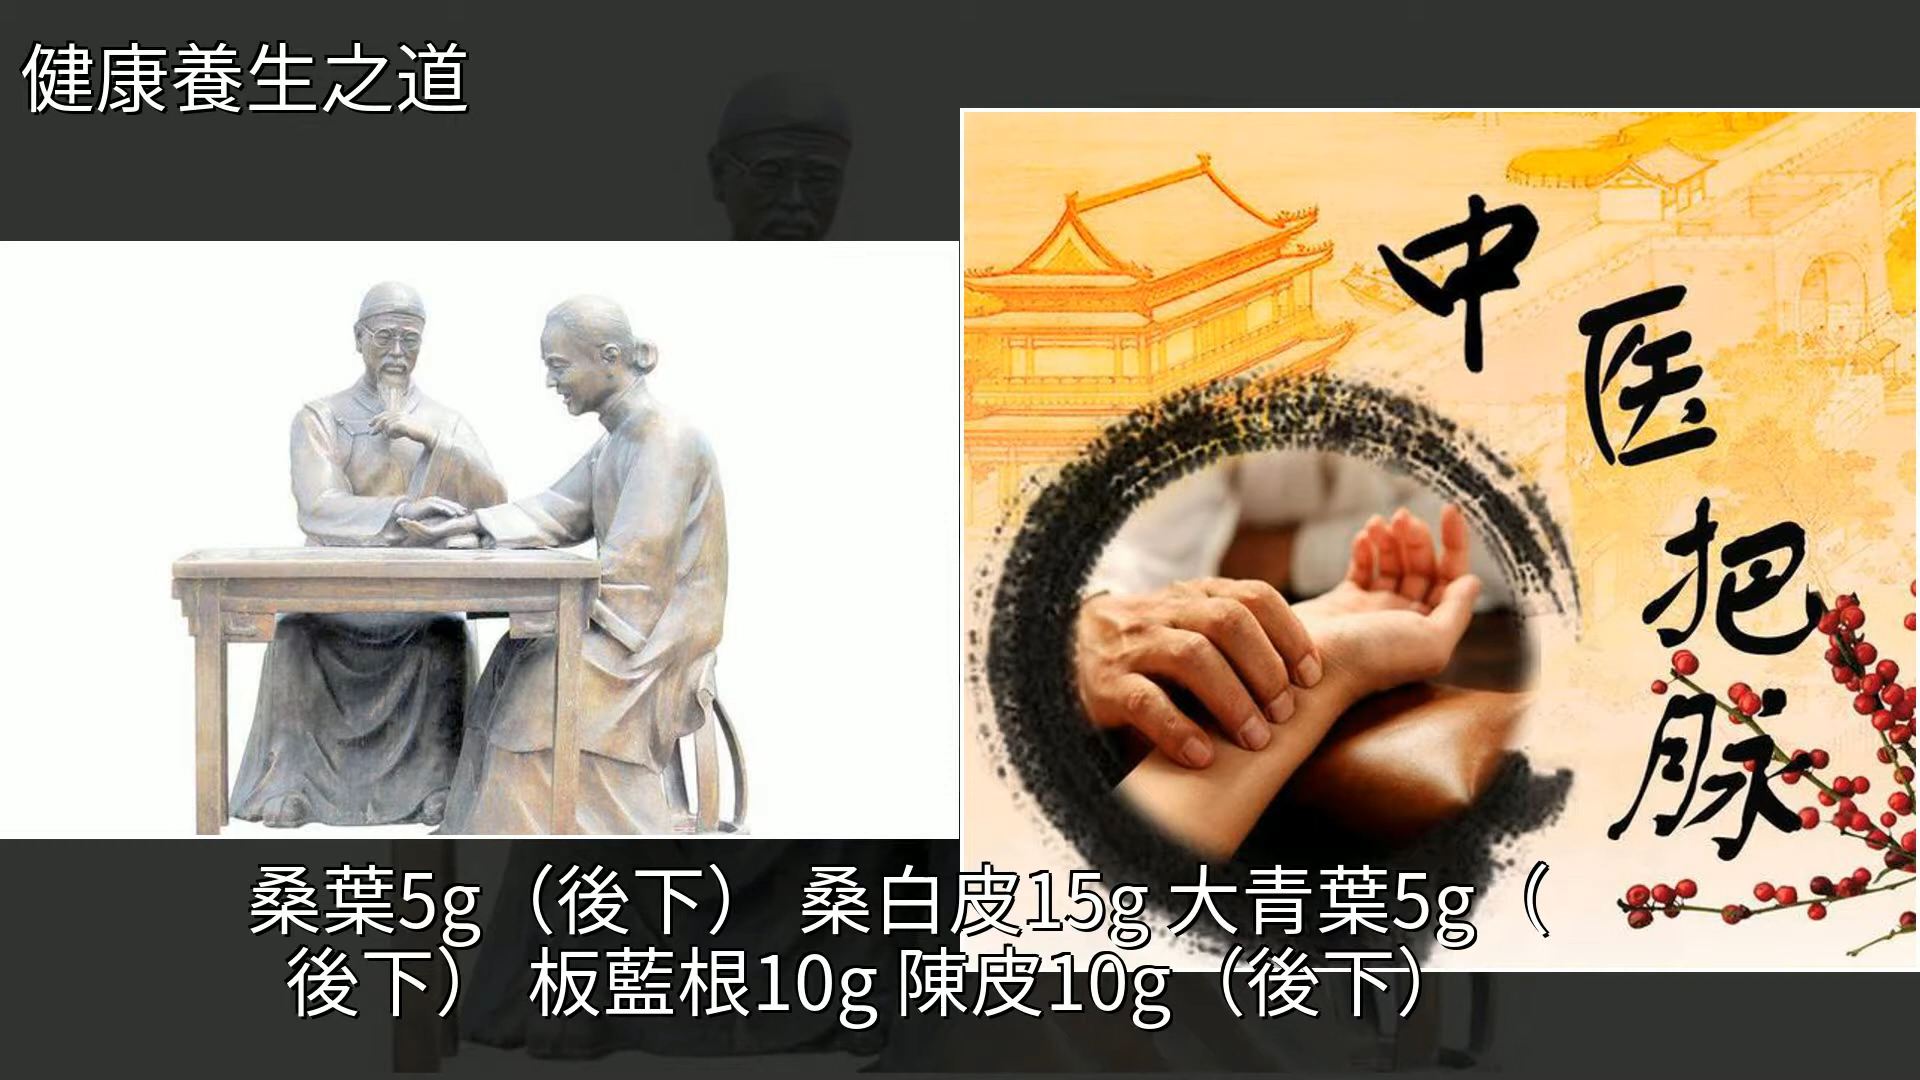 健康養生之道
中
医
把
脉
桑葉5g（後下） 桑白皮15g 大青葉5g（
後下） 板藍根10g 陳皮10g（後下）